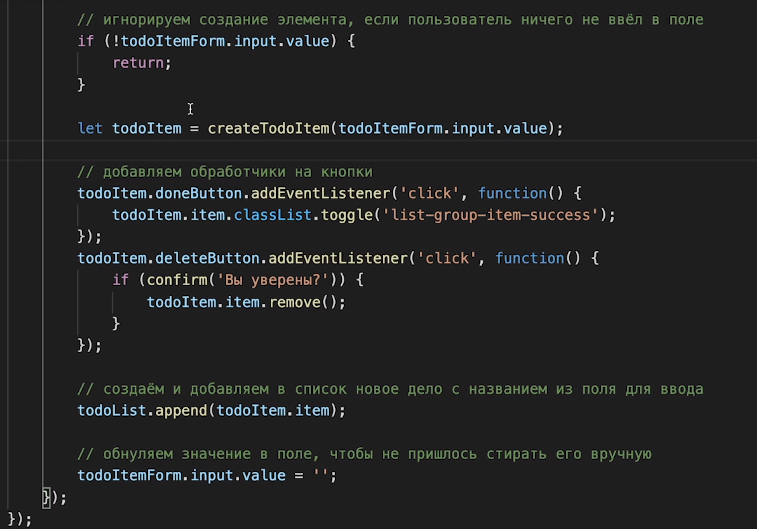 // игнорируем создание элемента, если пользователь ничего не ввёл в поле
if (!todoItemForm.input.value) {
return;
}
let todoItem = createTodoItem(todoItemForm.input.value);
// добавляем обработчики на кнопки
todoItem.doneButton.addEventListener('click', function() {
todoItem.item.classList.toggle('list-group-item-success');
});
todoItem.deleteButton.addEventListener('click', function() {
if (confirm('Вы уверены?')) {
todoItem.item.remove();
}
});
// создаём и добавляем в список новое дело с названием из поля для ввода
todoList.append(todoItem.item);
// обнуляем значение в поле, чтобы не пришлось стирать его вручную
todoItemForm.input.value = '';
});
});